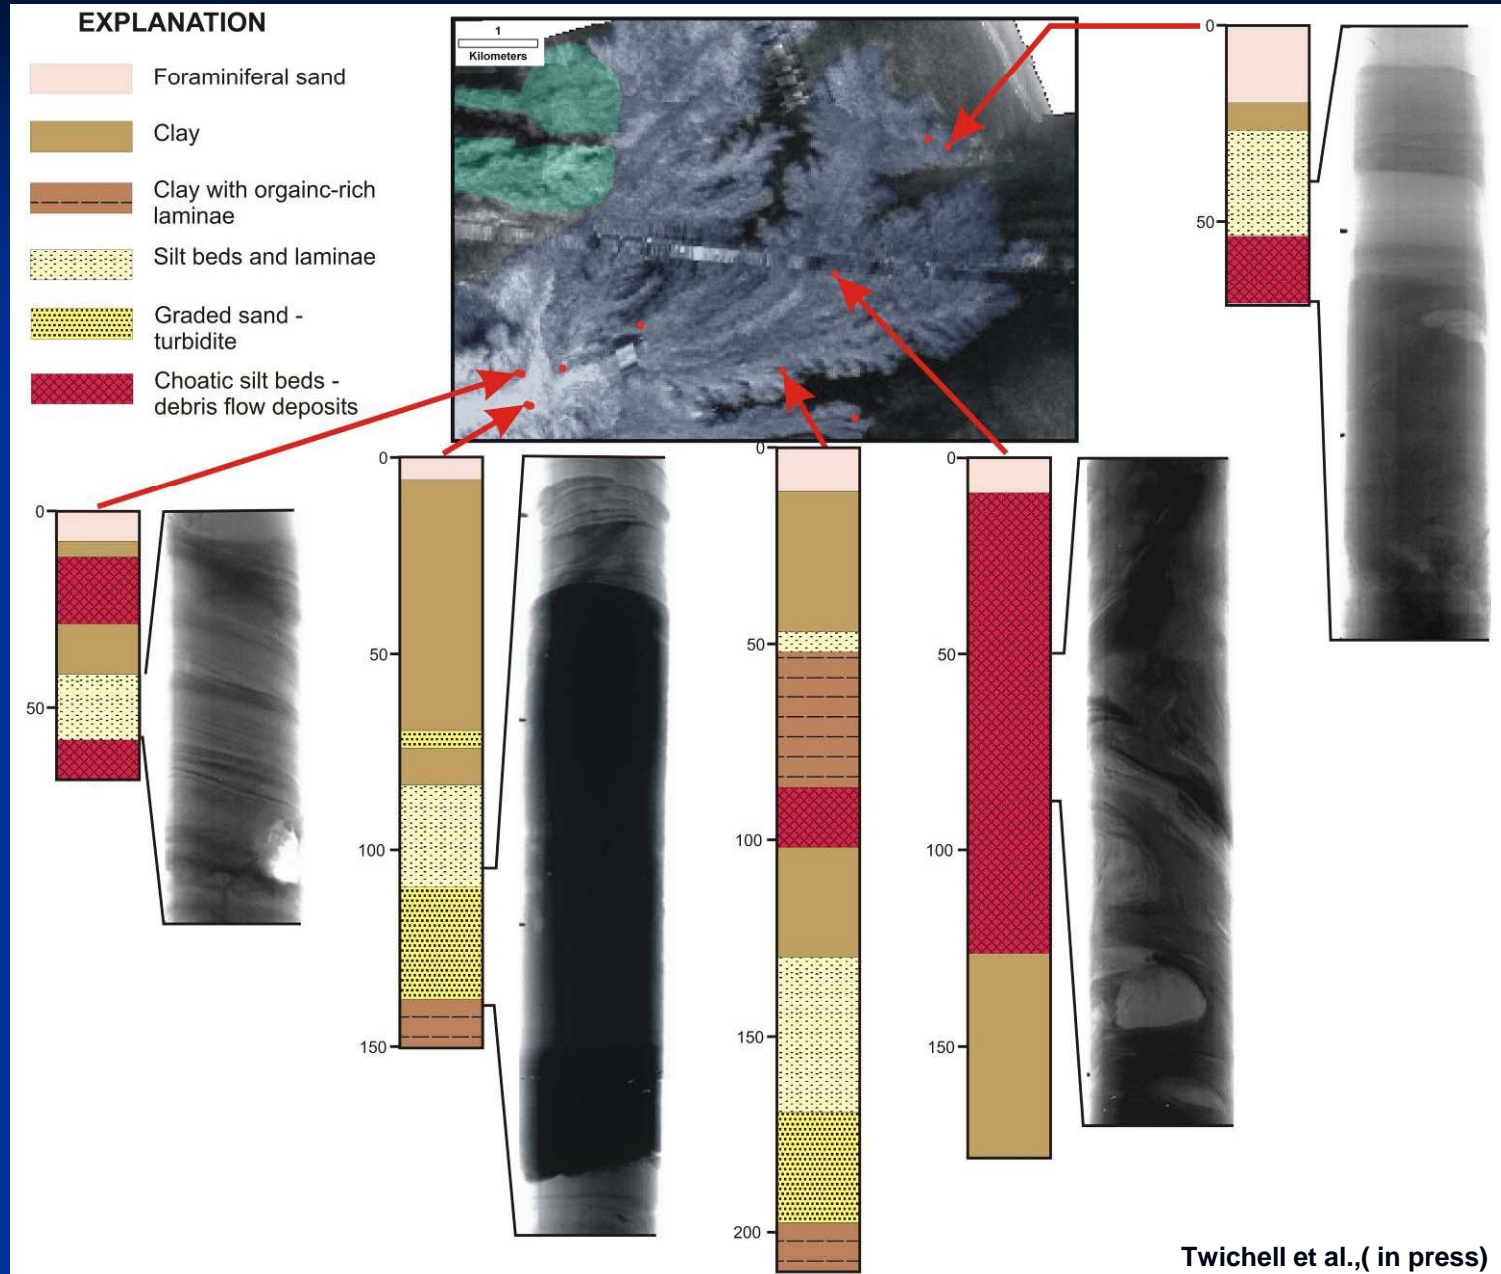 EXPLANATION
Foraminiferal sand
Clay
Clay with orgainc-rich
laminae
Silt beds and laminae
Graded sand -
turbidite
Choatic silt beds -
debris flow deposits
1
Kilometers
0
50
0
50
100
150
0
50
100
150
200
0
50
100
150
0
50
Twichell et al.,( in press)